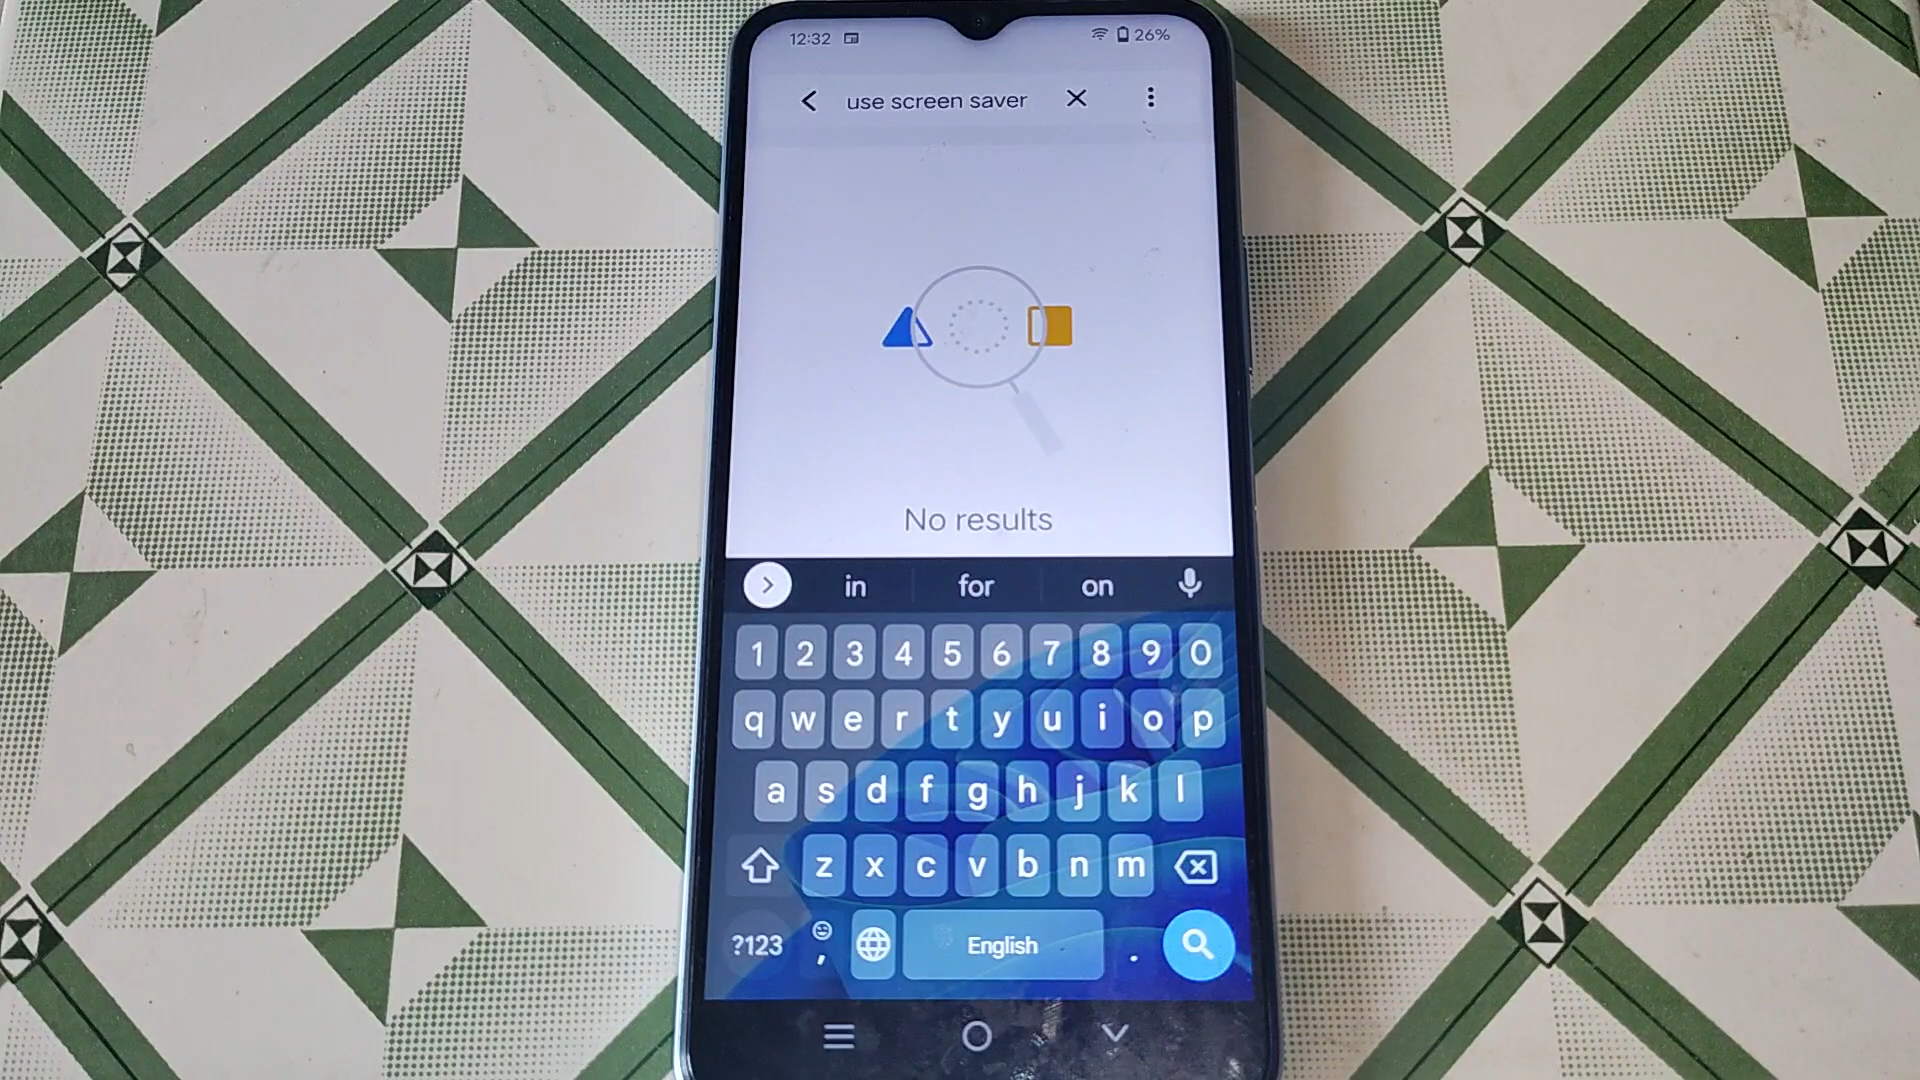 12:32 26%
use screen saver
No results
in for on
1 2 3 4 5 6 7 8 9 0
q w e r t y u i o p
a s d f g h j k l
z x c v b n m
?123 , English .